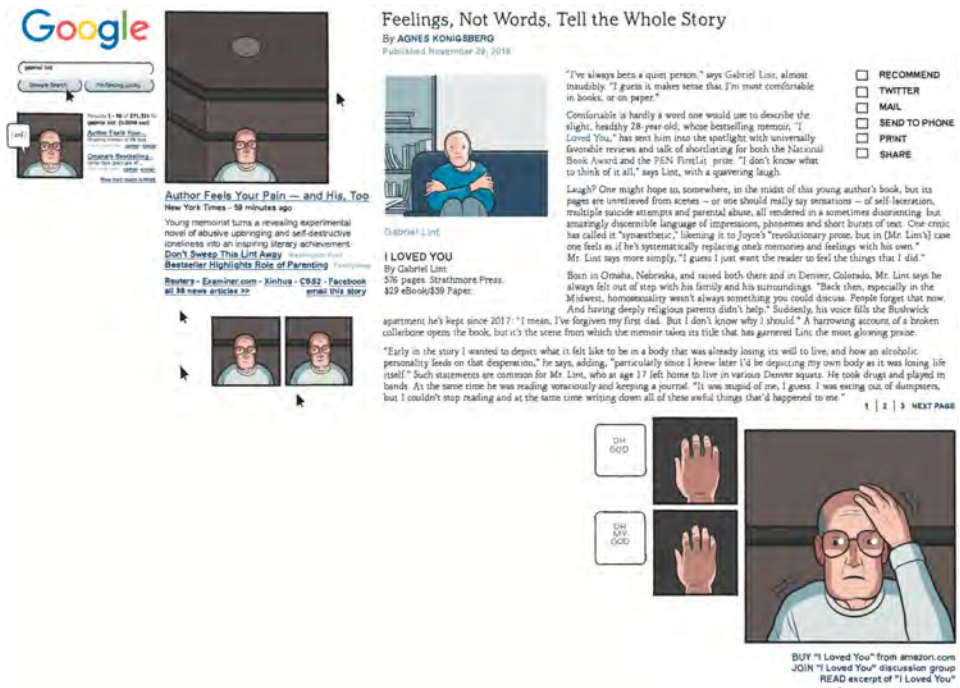 Google
gabriel lint
Google Search
I'm Feeling Lucky
Author Feels Your...
Omaha's Bestselling...
Author Feels Your Pain — and His, Too
New York Times - 59 minutes ago
Young memoirist turns a revealing experimental
novel of abusive upbringing and self-destructive
loneliness into an inspiring literary achievement
Don't Sweep This Lint Away Washington Post
Bestseller Highlights Role of Parenting
Reuters - Examiner.com - Xinhua - CBS2 - Facebook
all 38 news articles >> email this story
Feelings, Not Words, Tell the Whole Story
By AGNES KONIGSBERG
Published November 29, 2018
Gabriel Lint
I LOVED YOU
By Gabriel Lint
576 pages. Strathmore Press.
$29 eBook/$59 Paper.
"I've always been a quiet person," says Gabriel Lint, almost
inaudibly. "I guess it makes sense that I'm most comfortable
in books, or on paper."
Comfortable is hardly a word one would use to describe the
slight, headshy 28-year-old, whose bestselling memoir, "I
Loved You," has sent him into the spotlight with universally
favorable reviews and talk of shortlisting for both the National
Book Award and the PEN FirstLit prize. "I don't know what
to think of it all," says Lint, with a quavering laugh.
Laugh? One might hope to, somewhere, in the midst of this young author's book, but its
pages are unrelieved from scenes — or one should really say sensations — of self-laceration,
multiple suicide attempts and parental abuse, all rendered in a sometimes disorienting but
amazingly discernible language of impressions, phonemes and short bursts of text. One critic
has called it "synæsthetic," likening it to Joyce's "revolutionary prose, but in [Mr. Lint's] case
one feels as if he's systematically replacing one's memories and feelings with his own."
Mr. Lint says more simply, "I guess I just want the reader to feel the things that I did."
Born in Omaha, Nebraska, and raised both there and in Denver, Colorado, Mr. Lint says he
always felt out of step with his family and his surroundings. "Back then, especially in the
Midwest, homosexuality wasn't always something you could discuss. People forget that now.
And having deeply religious parents didn't help." Suddenly, his voice fills the Bushwick
apartment he's kept since 2017: "I mean, I've forgiven my first dad. But I don't know why I should." A harrowing account of a broken
collarbone opens the book, but it's the scene from which the memoir takes its title that has garnered Lint the most glowing praise.
"Early in the story I wanted to depict what it felt like to be in a body that was already losing its will to live, and how an alcoholic
personality feeds on that desperation," he says, adding, "particularly since I knew later I'd be depicting my own body as it was losing life
itself." Such statements are common for Mr. Lint, who at age 17 left home to live in various Denver squats. He took drugs and played in
bands. At the same time he was reading voraciously and keeping a journal. "It was stupid of me, I guess. I was eating out of dumpsters,
but I couldn't stop reading and at the same time writing down all of these awful things that'd happened to me."
1 | 2 | 3 NEXT PAGE
RECOMMEND
TWITTER
MAIL
SEND TO PHONE
PRINT
SHARE
OH
GOD
OH
MY
GOD
BUY "I Loved You" from amazon.com
JOIN "I Loved You" discussion group
READ excerpt of "I Loved You"